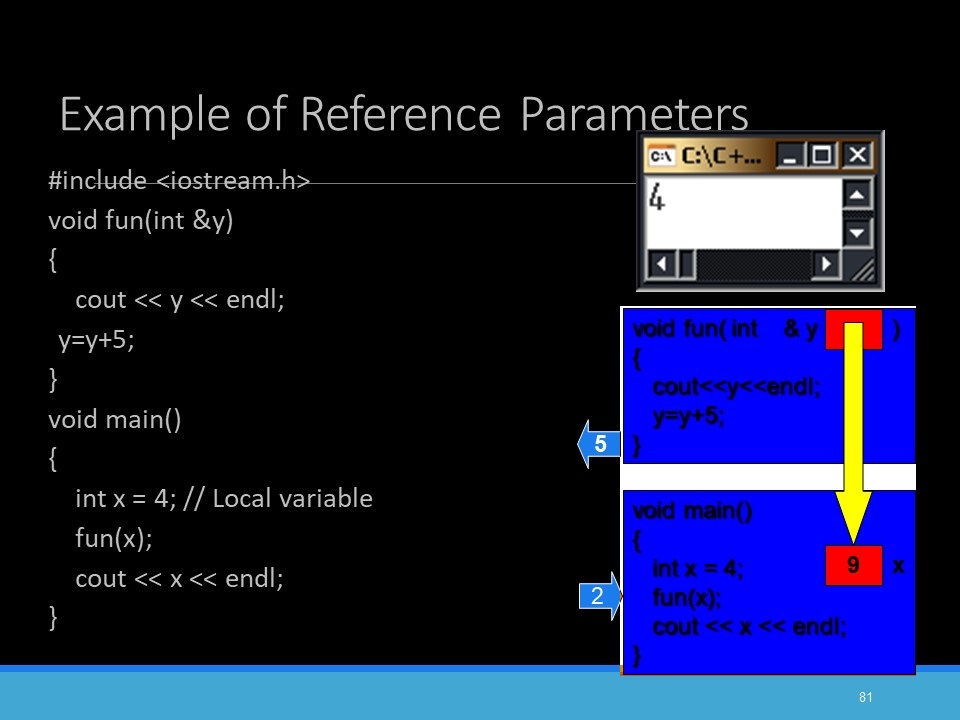 Example of Reference Parameters
#include <iostream.h>
void fun(int &y)
{
cout << y << endl;
y=y+5;
}
void main()
{
int x = 4; // Local variable
fun(x);
cout << x << endl;
}
C:\C+...
4
void fun( int & y )
{
cout<<y<<endl;
y=y+5;
}
5
void main()
{
int x = 4;
9 x
fun(x);
2
cout << x << endl;
}
81